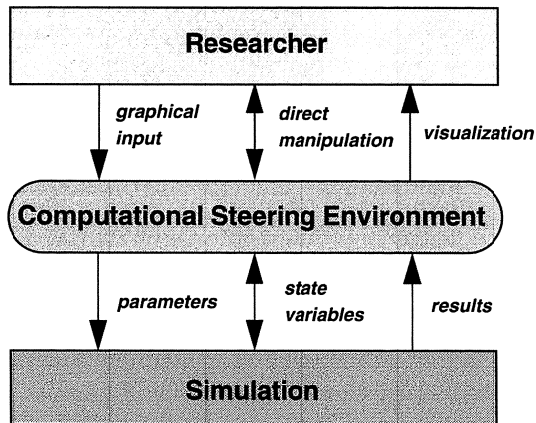 Researcher
graphical
input
direct
manipulation
visualization
Computational Steering Environment
parameters
state
variables
results
Simulation